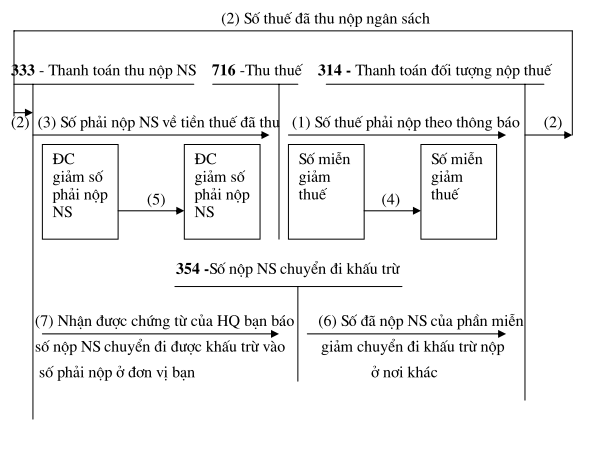 (2) Số thuế đã thu nộp ngân sách
333 - Thanh toán thu nộp NS
716 -Thu thuế
314 - Thanh toán đối tượng nộp thuế
(2)
(3) Số phải nộp NS về tiền thuế đã thu
(1) Số thuế phải nộp theo thông báo
(2)
ĐC
giảm số
phải nộp
NS
(5)
ĐC
giảm số
phải nộp
NS
Số miễn
giảm
thuế
(4)
Số miễn
giảm
thuế
354 -Số nộp NS chuyển đi khấu trừ
(7) Nhận được chứng từ của HQ bạn báo
số nộp NS chuyển đi được khấu trừ vào
số phải nộp ở đơn vị bạn
(6) Số đã nộp NS của phần miễn
giảm chuyển đi khấu trừ nộp
ở nơi khác